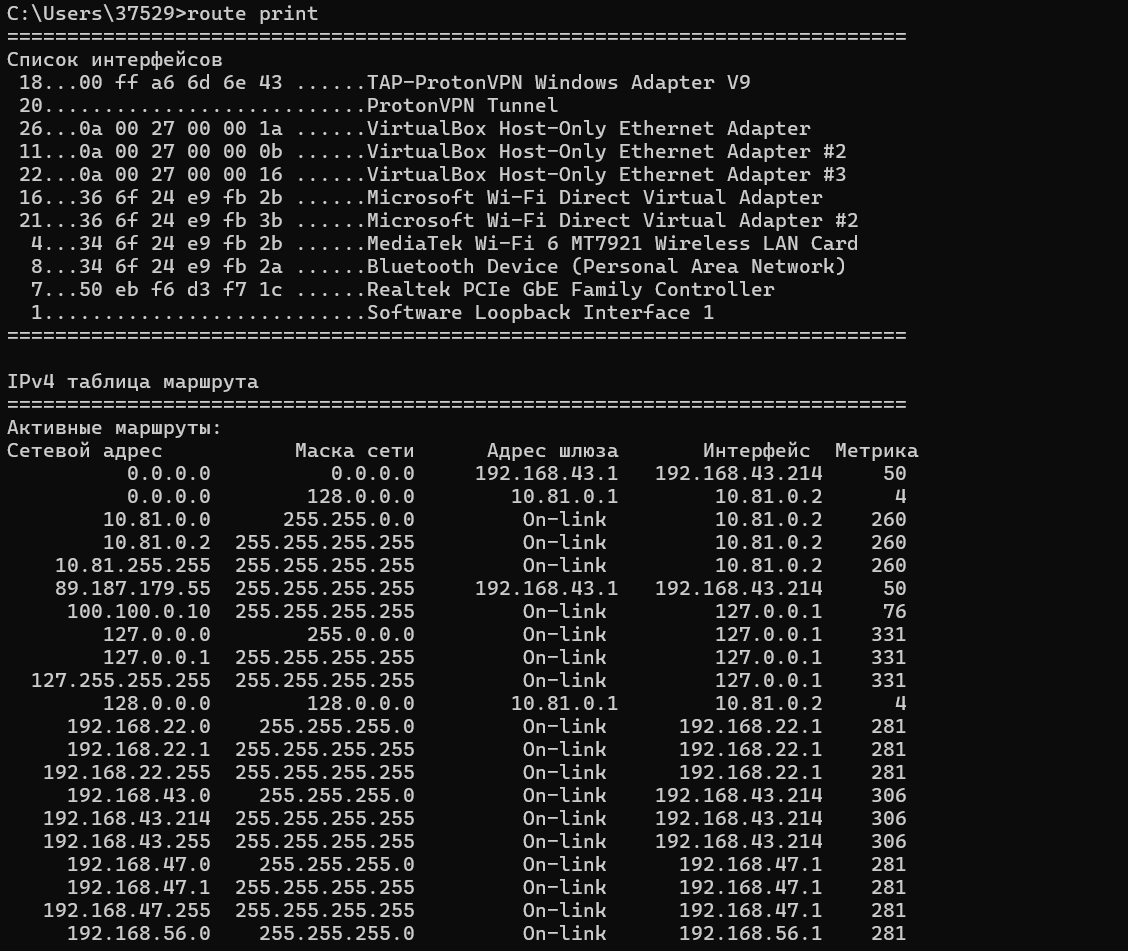 C:\Users\37529>route print
===========================================================================
Список интерфейсов
 18...00 ff a6 6d 6e 43 ......TAP-ProtonVPN Windows Adapter V9
 20...........................ProtonVPN Tunnel
 26...0a 00 27 00 00 1a ......VirtualBox Host-Only Ethernet Adapter
 11...0a 00 27 00 00 0b ......VirtualBox Host-Only Ethernet Adapter #2
 22...0a 00 27 00 00 16 ......VirtualBox Host-Only Ethernet Adapter #3
 16...36 6f 24 e9 fb 2b ......Microsoft Wi-Fi Direct Virtual Adapter
 21...36 6f 24 e9 fb 3b ......Microsoft Wi-Fi Direct Virtual Adapter #2
  4...34 6f 24 e9 fb 2b ......MediaTek Wi-Fi 6 MT7921 Wireless LAN Card
  8...34 6f 24 e9 fb 2a ......Bluetooth Device (Personal Area Network)
  7...50 eb f6 d3 f7 1c ......Realtek PCIe GbE Family Controller
  1...........................Software Loopback Interface 1
===========================================================================
IPv4 таблица маршрута
===========================================================================
Активные маршруты:
Сетевой адрес           Маска сети      Адрес шлюза       Интерфейс  Метрика
          0.0.0.0          0.0.0.0     192.168.43.1   192.168.43.214     50
          0.0.0.0        128.0.0.0        10.81.0.1        10.81.0.2      4
        10.81.0.0      255.255.0.0         On-link         10.81.0.2    260
        10.81.0.2  255.255.255.255         On-link         10.81.0.2    260
    10.81.255.255  255.255.255.255         On-link         10.81.0.2    260
    89.187.179.55  255.255.255.255     192.168.43.1   192.168.43.214     50
     100.100.0.10  255.255.255.255         On-link         127.0.0.1     76
        127.0.0.0        255.0.0.0         On-link         127.0.0.1    331
        127.0.0.1  255.255.255.255         On-link         127.0.0.1    331
  127.255.255.255  255.255.255.255         On-link         127.0.0.1    331
        128.0.0.0        128.0.0.0        10.81.0.1        10.81.0.2      4
     192.168.22.0    255.255.255.0         On-link      192.168.22.1    281
     192.168.22.1  255.255.255.255         On-link      192.168.22.1    281
   192.168.22.255  255.255.255.255         On-link      192.168.22.1    281
     192.168.43.0    255.255.255.0         On-link    192.168.43.214    306
   192.168.43.214  255.255.255.255         On-link    192.168.43.214    306
   192.168.43.255  255.255.255.255         On-link    192.168.43.214    306
     192.168.47.0    255.255.255.0         On-link      192.168.47.1    281
     192.168.47.1  255.255.255.255         On-link      192.168.47.1    281
   192.168.47.255  255.255.255.255         On-link      192.168.47.1    281
     192.168.56.0    255.255.255.0         On-link      192.168.56.1    281